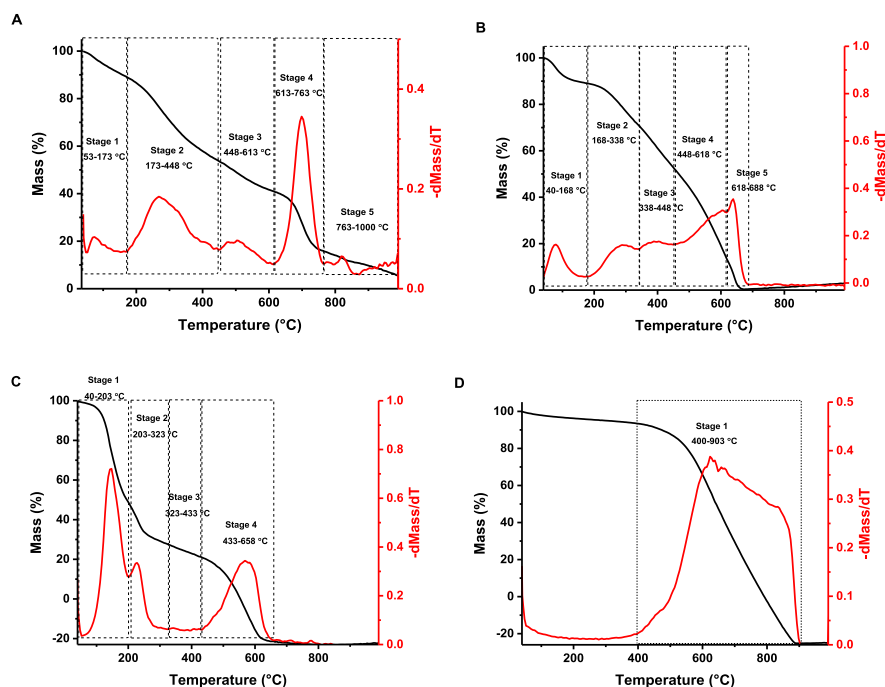 A
100
80
60
40
20
0
Mass (%)
Stage 1
53-173 °C
Stage 2
173-448 °C
Stage 3
448-613 °C
Stage 4
613-763 °C
Stage 5
763-1000 °C
0.4
0.2
0.0
-dMass/dT
200 400 600 800
Temperature (°C)
B
100
80
60
40
20
0
Mass (%)
Stage 1
40-168 °C
Stage 2
168-338 °C
Stage 3
338-448 °C
Stage 4
448-618 °C
Stage 5
618-688 °C
1.0
0.8
0.6
0.4
0.2
0.0
-dMass/dT
200 400 600 800
Temperature (°C)
C
100
80
60
40
20
0
-20
Mass (%)
Stage 1
40-203 °C
Stage 2
203-323 °C
Stage 3
323-433 °C
Stage 4
433-658 °C
1.0
0.8
0.6
0.4
0.2
0.0
-dMass/dT
200 400 600 800
Temperature (°C)
D
100
80
60
40
20
0
-20
Mass (%)
Stage 1
400-903 °C
0.5
0.4
0.3
0.2
0.1
0.0
-dMass/dT
200 400 600 800
Temperature (°C)